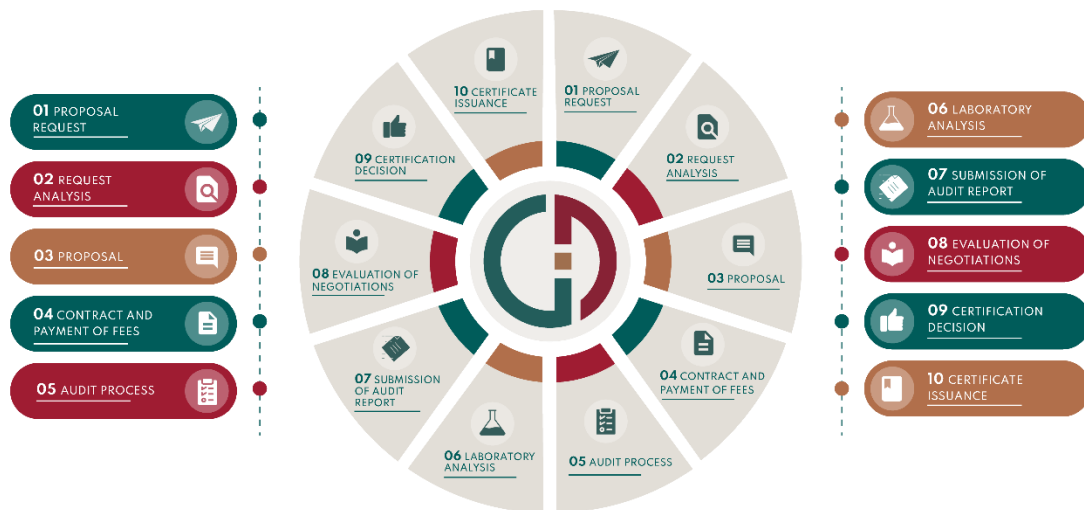 01 PROPOSAL
REQUEST
02 REQUEST
ANALYSIS
03 PROPOSAL
04 CONTRACT AND
PAYMENT OF FEES
05 AUDIT PROCESS
10 CERTIFICATE
ISSUANCE
01 PROPOSAL
REQUEST
09 CERTIFICATION
DECISION
02 REQUEST
ANALYSIS
08 EVALUATION OF
NEGOTIATIONS
03 PROPOSAL
07 SUBMISSION
OF AUDIT
REPORT
04 CONTRACT AND
PAYMENT OF FEES
06 LABORATORY
ANALYSIS
05 AUDIT PROCESS
06 LABORATORY
ANALYSIS
07 SUBMISSION OF
AUDIT REPORT
08 EVALUATION OF
NEGOTIATIONS
09 CERTIFICATION
DECISION
10 CERTIFICATE
ISSUANCE